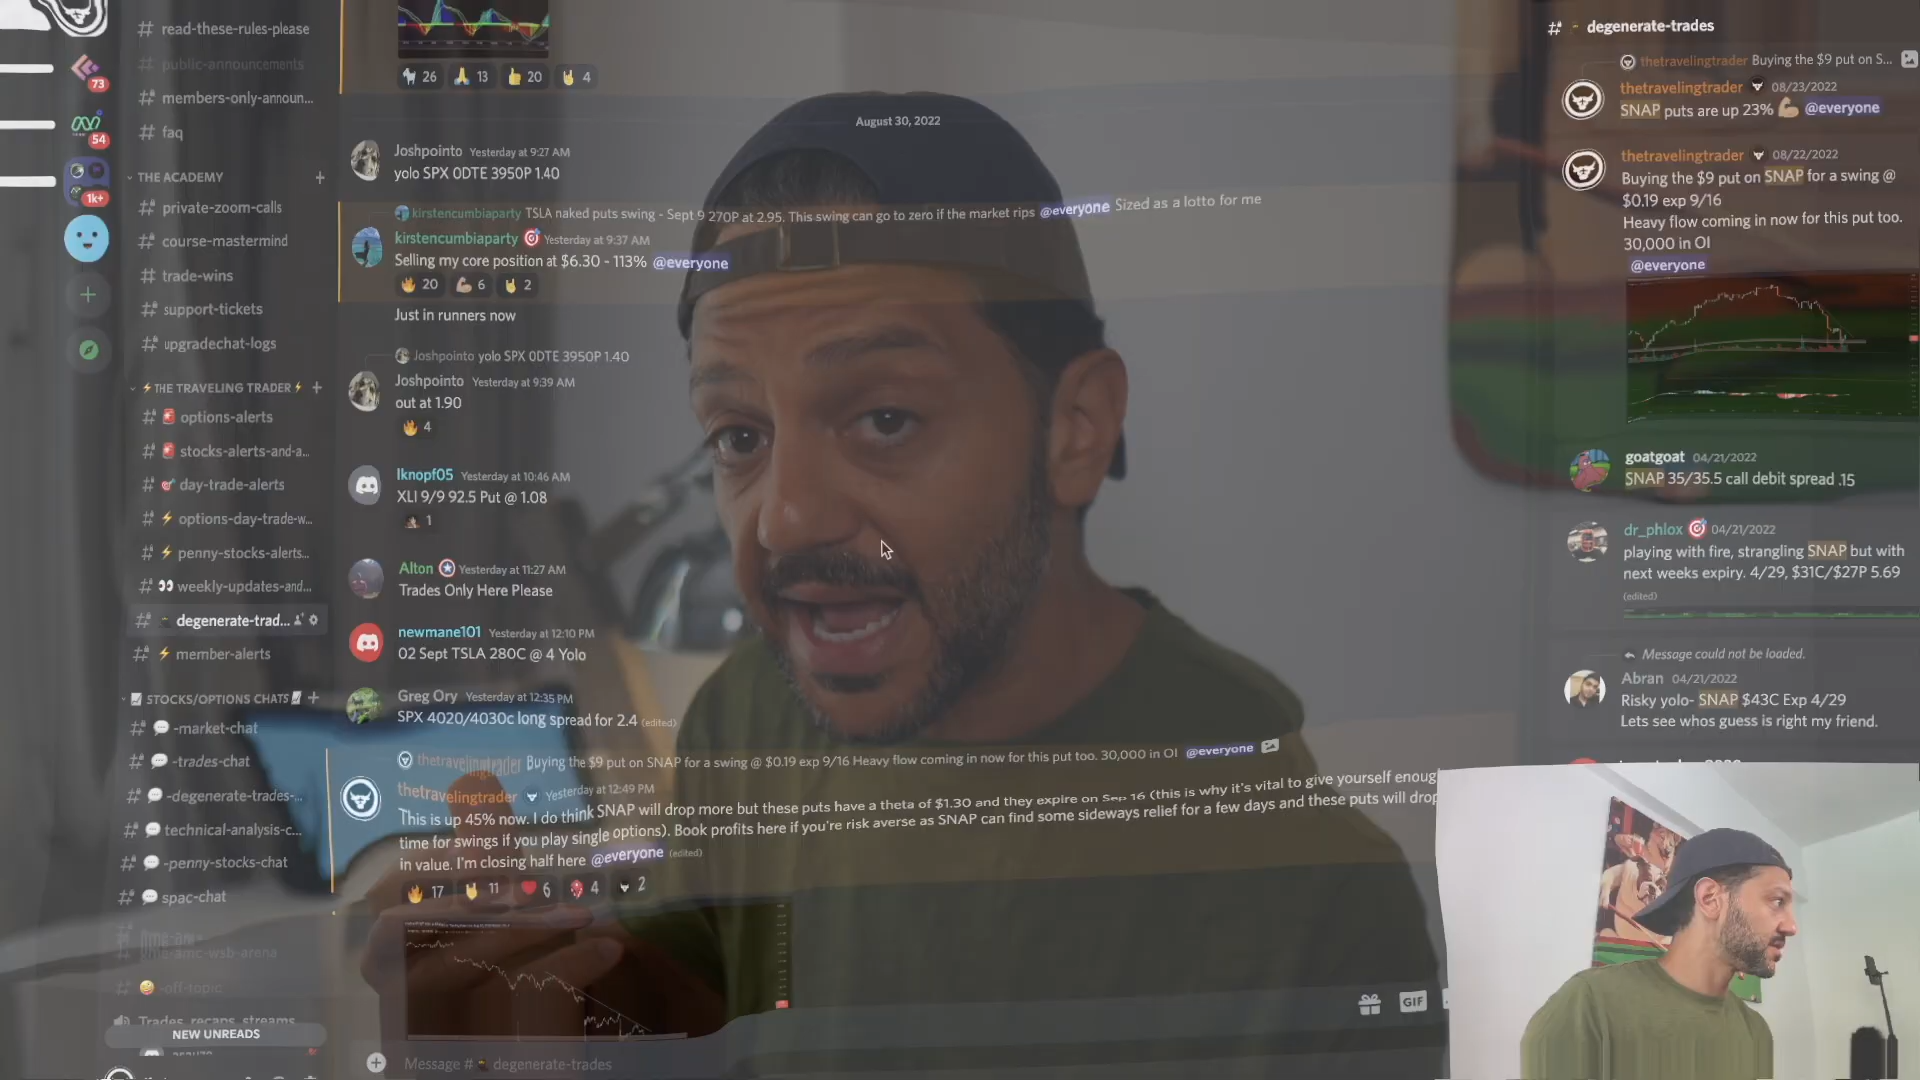 read-these-rules-please
public-announcements
members-only-announ...
faq
THE ACADEMY
private-zoom-calls
course-mastermind
trade-wins
support-tickets
upgradechat-logs
⚡THE TRAVELING TRADER⚡
options-alerts
stocks-alerts-and-a...
day-trade-alerts
options-day-trade-w...
penny-stocks-alerts...
weekly-updates-and...
degenerate-trad...
member-alerts
STOCKS/OPTIONS CHATS
-market-chat
-trades-chat
-degenerate-trades-...
technical-analysis-c...
-penny-stocks-chat
spac-chat
gme-amc-wsb-arena
-off-topic
Trades, recaps, streams
NEW UNREADS
73
54
1k+
26 13 20 4
August 30, 2022
Joshpointo Yesterday at 9:27 AM
yolo SPX 0DTE 3950P 1.40
kirstencumbiaparty TSLA naked puts swing - Sept 9 270P at 2.95. This swing can go to zero if the market rips @everyone Sized as a lotto for me
kirstencumbiaparty Yesterday at 9:37 AM
Selling my core position at $6.30 - 113% @everyone
20 6 2
Just in runners now
Joshpointo yolo SPX 0DTE 3950P 1.40
Joshpointo Yesterday at 9:39 AM
out at 1.90
4
lknopf05 Yesterday at 10:46 AM
XLI 9/9 92.5 Put @ 1.08
1
Alton Yesterday at 11:27 AM
Trades Only Here Please
newmane101 Yesterday at 12:10 PM
02 Sept TSLA 280C @ 4 Yolo
Greg Ory Yesterday at 12:35 PM
SPX 4020/4030c long spread for 2.4 (edited)
thetravelingtrader Buying the $9 put on SNAP for a swing @ $0.19 exp 9/16 Heavy flow coming in now for this put too. 30,000 in OI @everyone
thetravelingtrader Yesterday at 12:49 PM
This is up 45% now. I do think SNAP will drop more but these puts have a theta of $1.30 and they expire on Sep 16 (this is why it's vital to give yourself enoug
time for swings if you play single options). Book profits here if you're risk averse as SNAP can find some sideways relief for a few days and these puts will drop
in value. I'm closing half here @everyone (edited)
17 11 6 4 2
Message # degenerate-trades
GIF
degenerate-trades
thetravelingtrader Buying the $9 put on S...
thetravelingtrader 08/23/2022
SNAP puts are up 23% @everyone
thetravelingtrader 08/22/2022
Buying the $9 put on SNAP for a swing @
$0.19 exp 9/16
Heavy flow coming in now for this put too.
30,000 in OI
@everyone
goatgoat 04/21/2022
SNAP 35/35.5 call debit spread .15
dr_phlox 04/21/2022
playing with fire, strangling SNAP but with
next weeks expiry. 4/29, $31C/$27P 5.69
(edited)
Message could not be loaded.
Abran 04/21/2022
Risky yolo- SNAP $43C Exp 4/29
Lets see whos guess is right my friend.